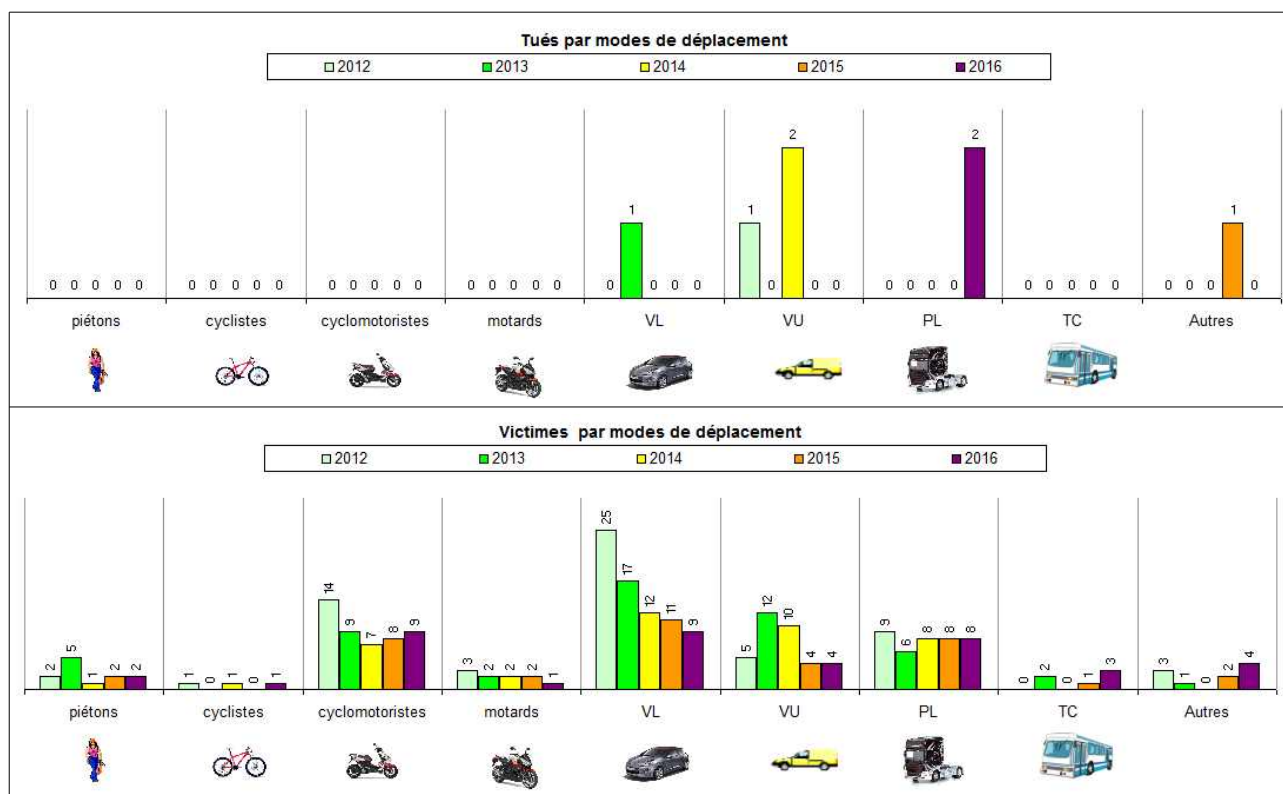 Tués par modes de déplacement
2012 2013 2014 2015 2016
0 0 0 0 0 0 0 0 0 0 0 0 0 0 0 0 0 0 0 0 0 1 0 0 0 1 0 2 0 0 0 0 0 0 2 0 0 0 0 0 0 0 0 1 0
piétons cyclistes cyclomotoristes motards VL VU PL TC Autres
Victimes par modes de déplacement
2012 2013 2014 2015 2016
2 5 1 2 2 1 0 1 0 1 14 9 7 8 9 3 2 2 2 1 25 17 12 11 9 5 12 10 4 4 9 6 8 8 8 0 2 0 1 3 3 1 0 2 4
piétons cyclistes cyclomotoristes motards VL VU PL TC Autres